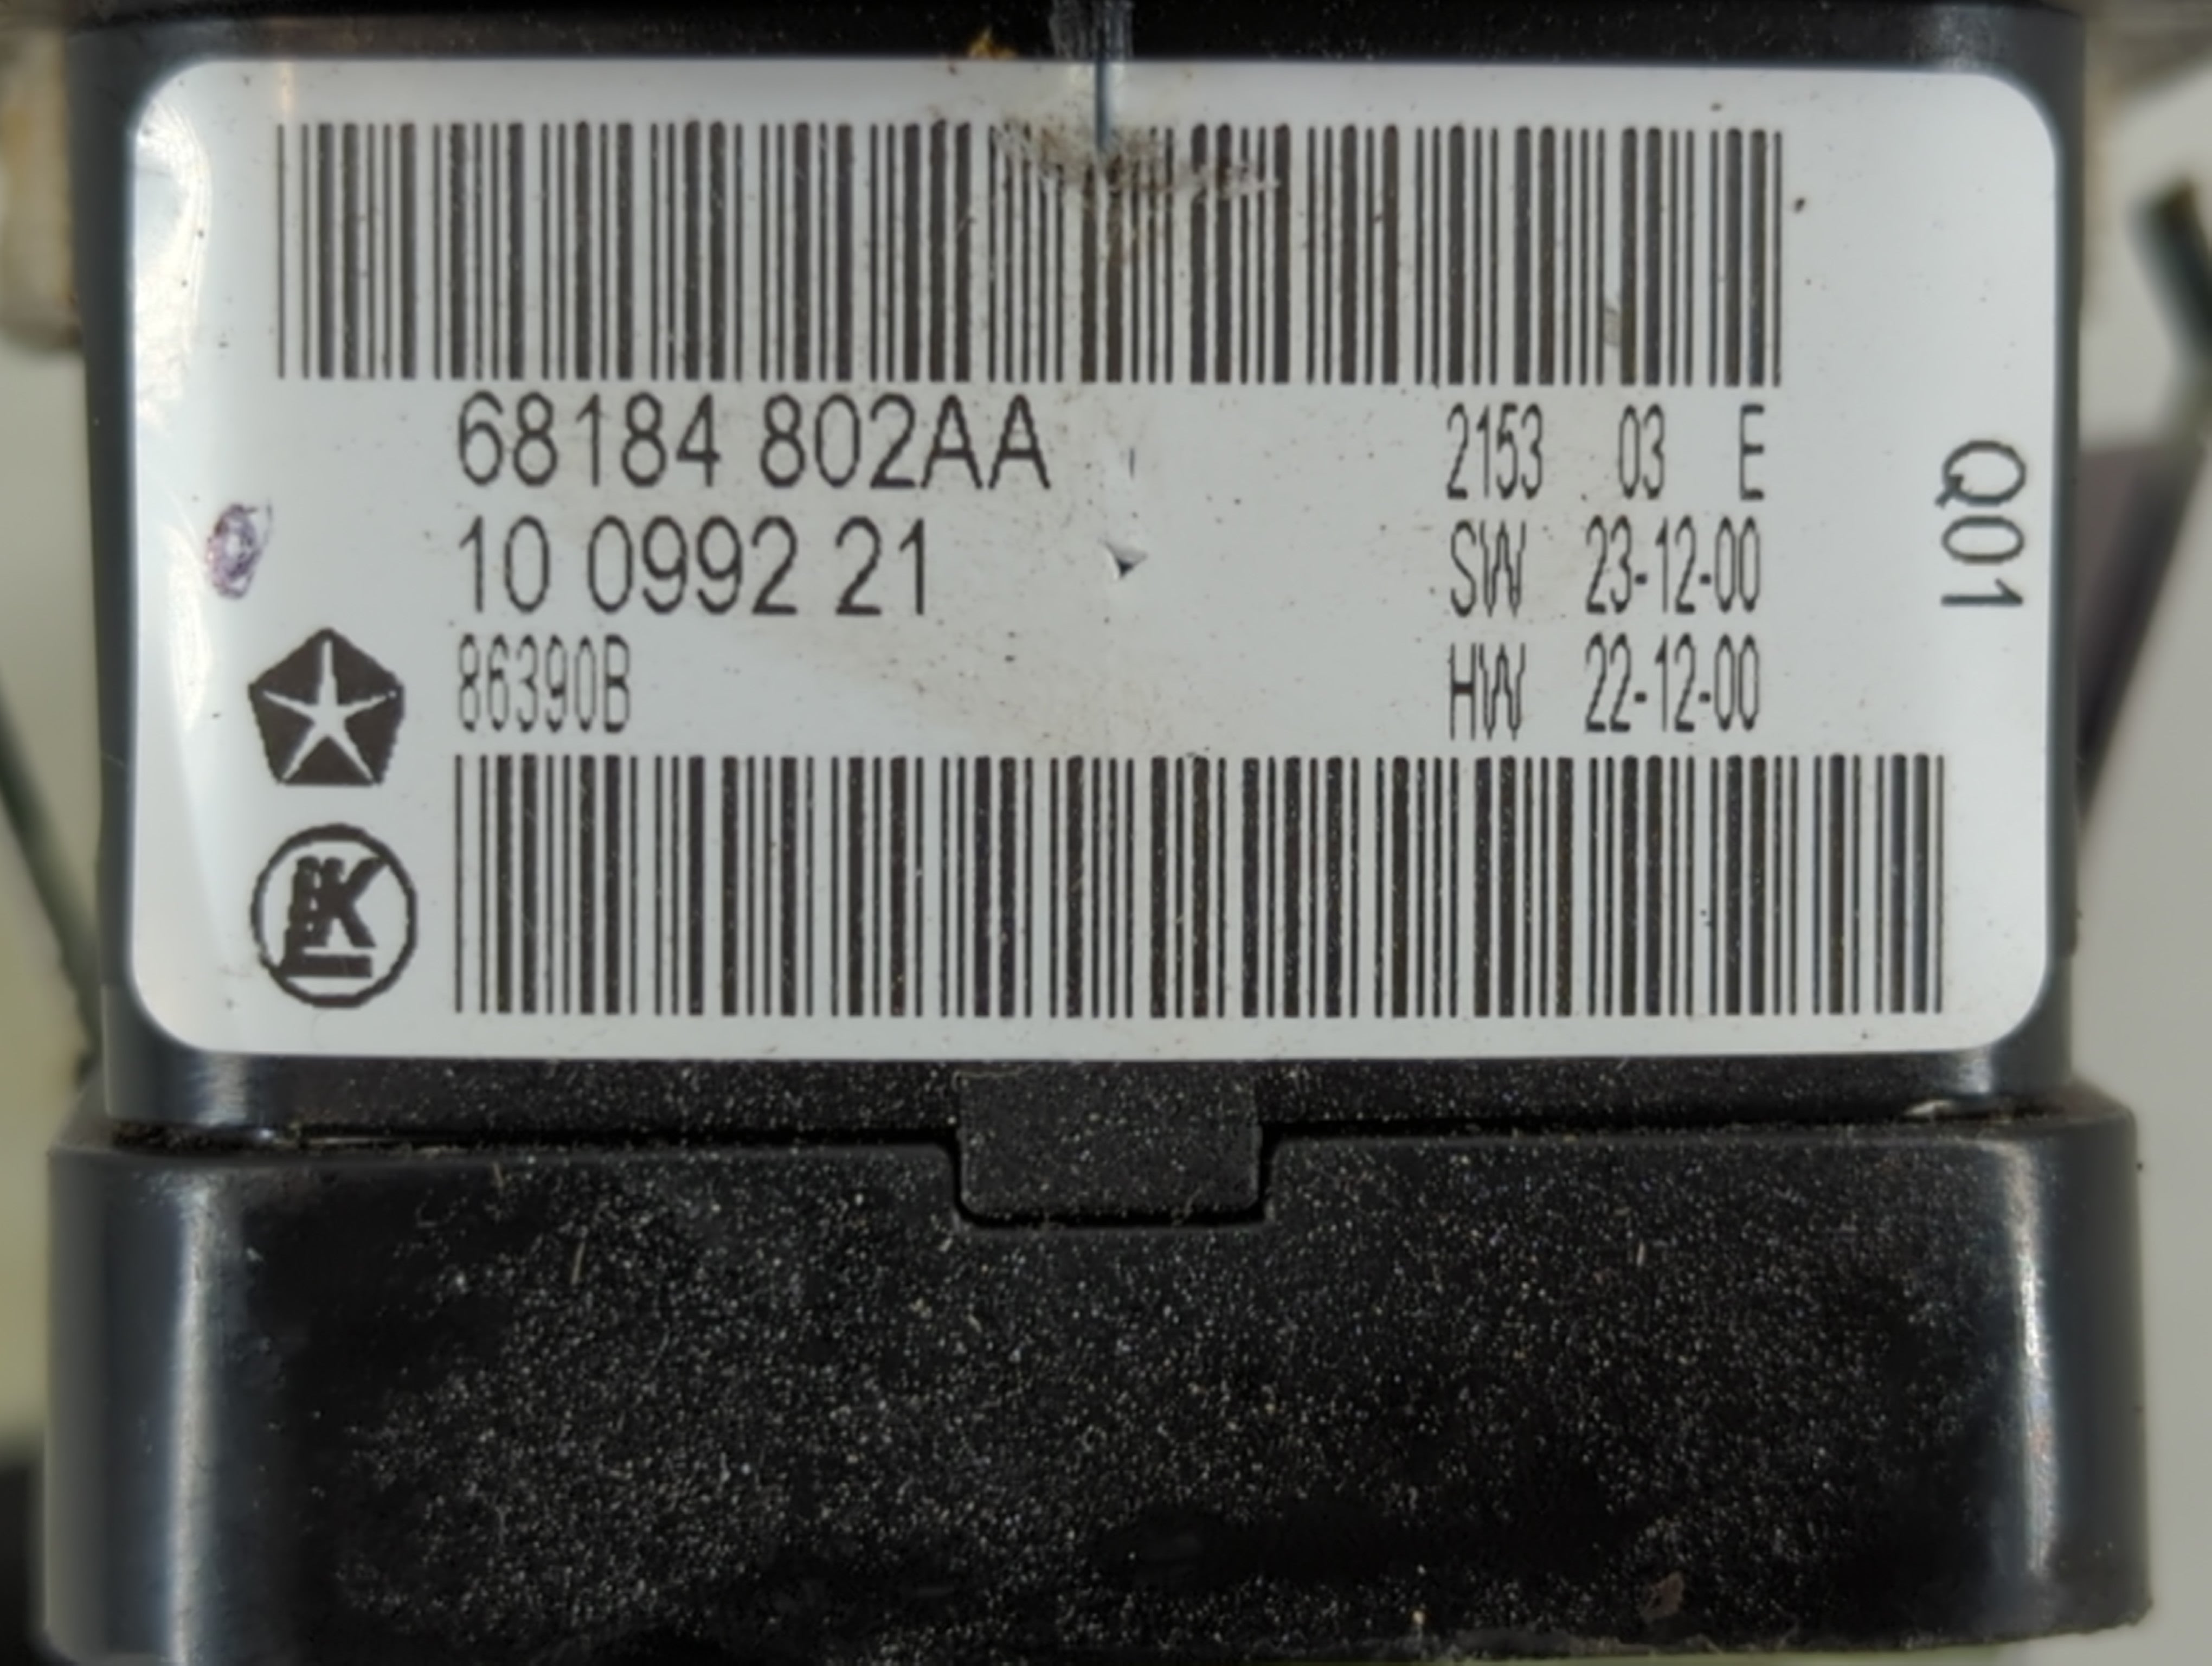 68184 802AA 2153 03 E
10 0992 21 SW 23-12-00
86390B HW 22-12-00
Q01
K